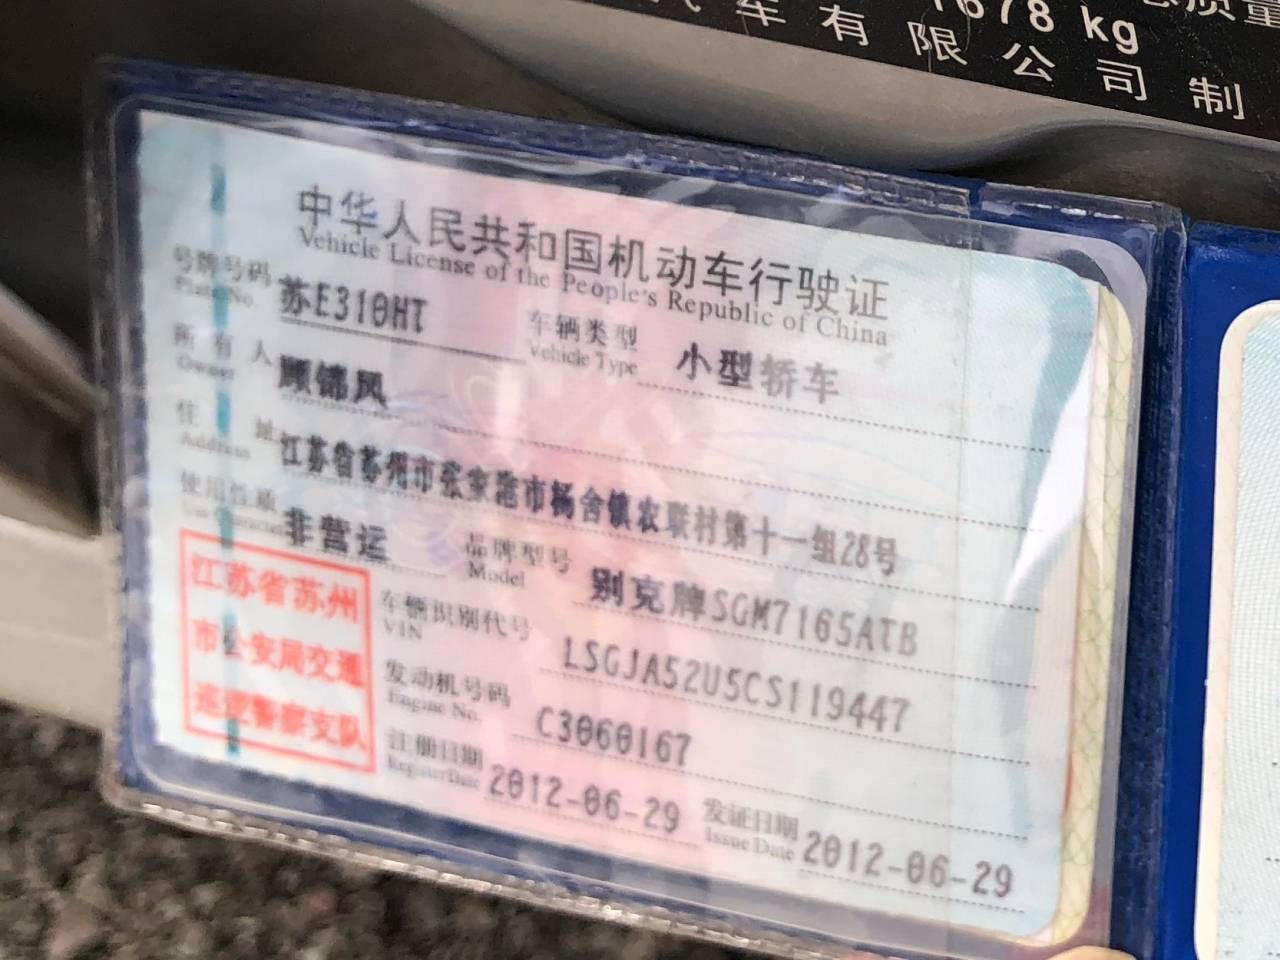 1678 kg
汽车有限公司制
中华人民共和国机动车行驶证
Vehicle License of the People's Republic of China
号牌号码 苏E310HT 车辆类型 小型轿车
Plate No. Vehicle Type
所有人 顾锦凤
Owner
住址 江苏省苏州市张家港市杨舍镇农联村第十一组28号
Address
使用性质 非营运 品牌型号 别克牌SGM7165ATB
Use Character Model
江苏省苏州
市公安局交通
巡逻警察支队
车辆识别代号 LSGJA52U5CS119447
VIN
发动机号码 C3060167
Engine No.
注册日期 2012-06-29 发证日期 2012-06-29
Register Date Issue Date